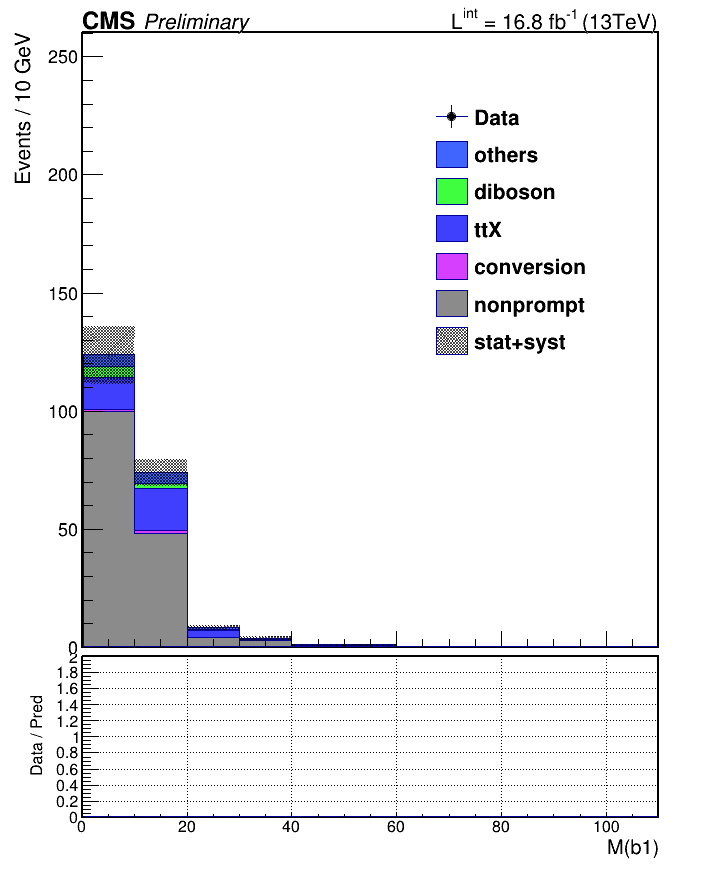 CMS Preliminary
L^int = 16.8 fb^-1 (13TeV)
Events / 10 GeV
250
200
150
100
50
0
Data
others
diboson
ttX
conversion
nonprompt
stat+syst
Data / Pred
2
1.8
1.6
1.4
1.2
1
0.8
0.6
0.4
0.2
0
0 20 40 60 80 100
M(b1)